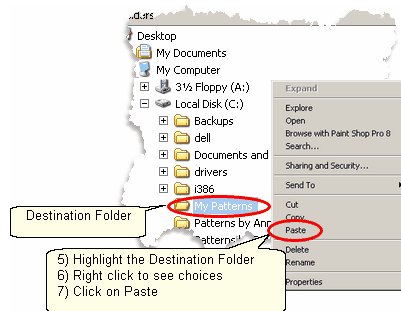 Desktop
My Documents
My Computer
3½ Floppy (A:)
Local Disk (C:)
Backups
dell
Documents and
drivers
i386
My Patterns
Patterns by Ann
Expand
Explore
Open
Browse with Paint Shop Pro 8
Search...
Sharing and Security...
Send To
Cut
Copy
Paste
Delete
Rename
Properties
Destination Folder
5) Highlight the Destination Folder
6) Right click to see choices
7) Click on Paste